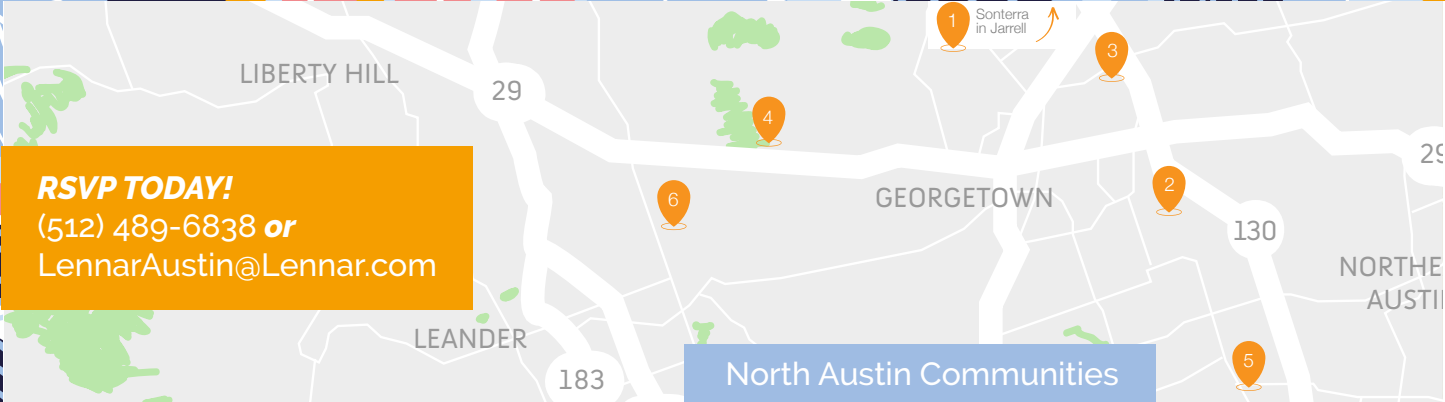 1
Sonterra
in Jarrell
3
LIBERTY HILL
29
4
29
RSVP TODAY!
(512) 489-6838 or
LennarAustin@Lennar.com
6
GEORGETOWN
2
130
NORTHE
AUSTI
LEANDER
183
North Austin Communities
5